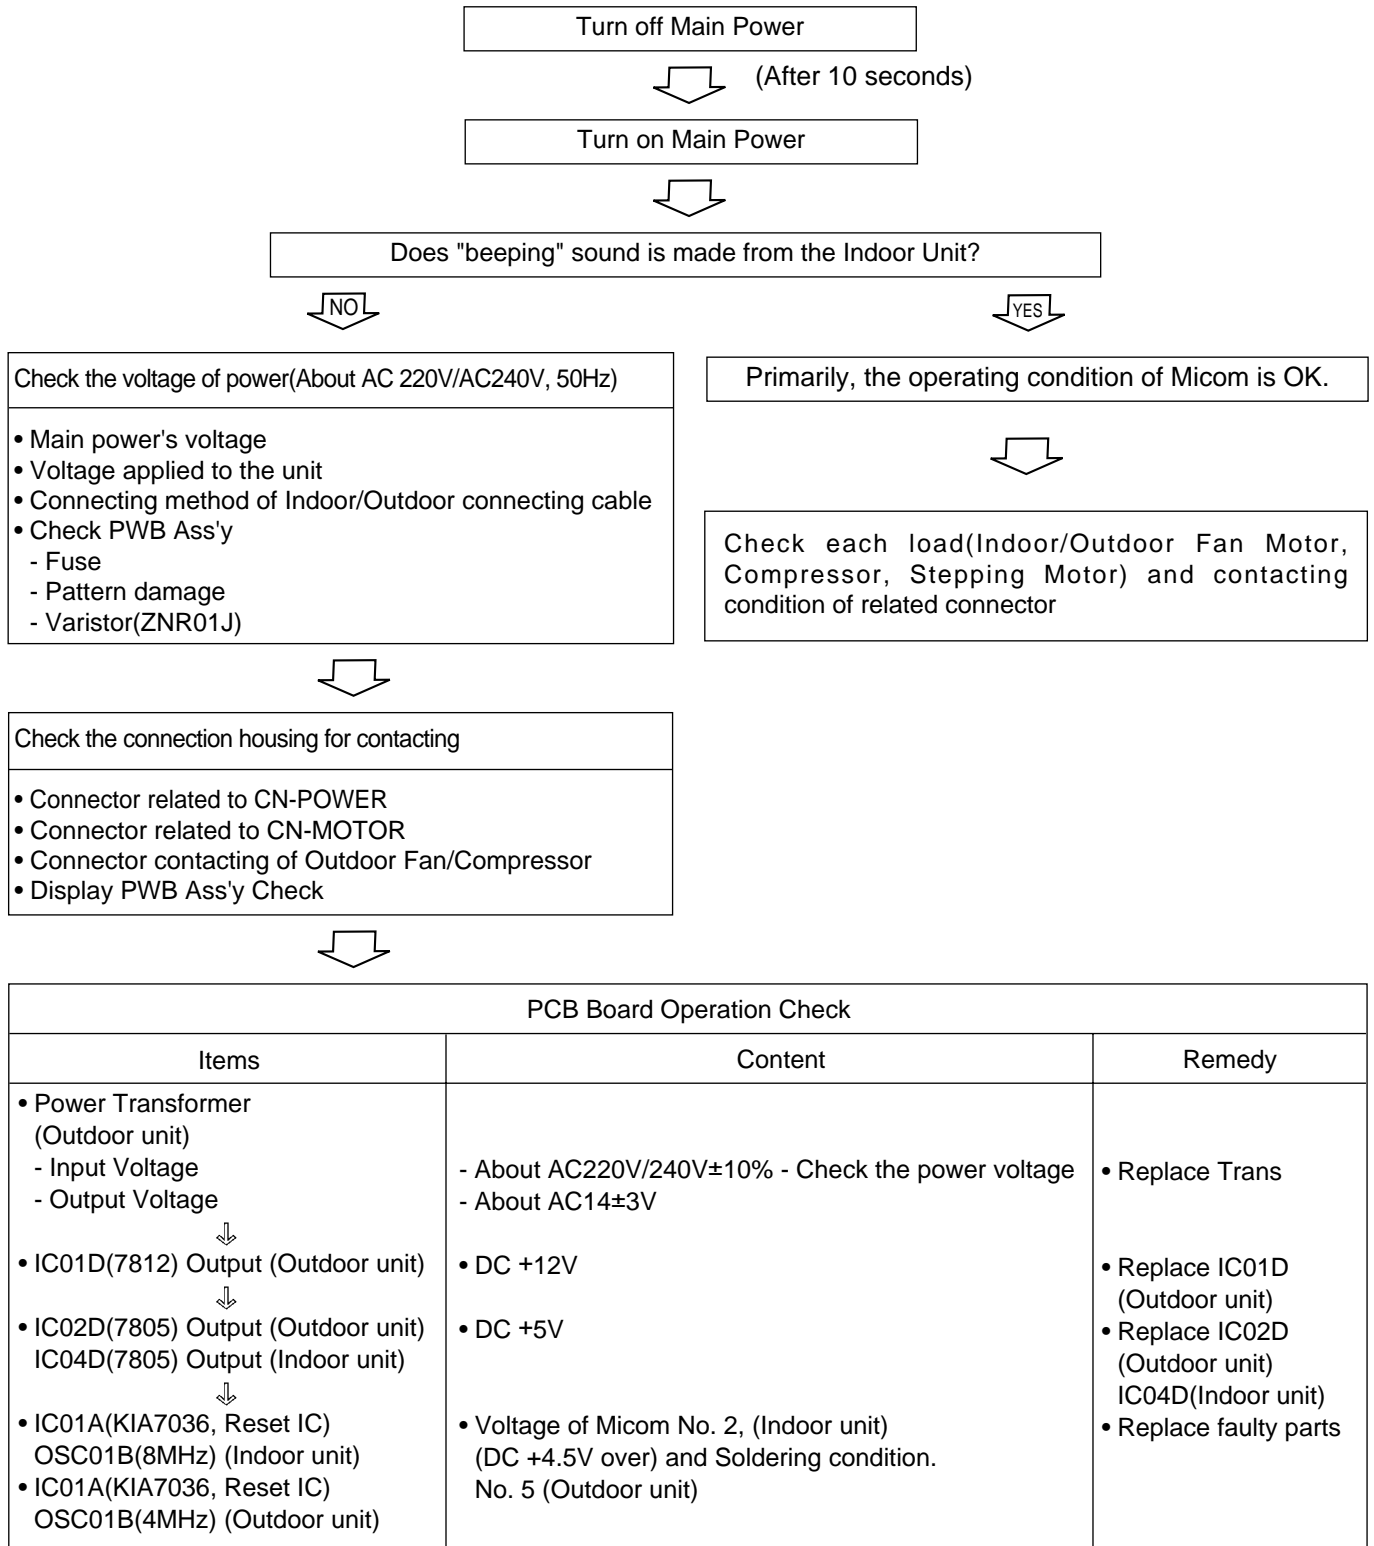 Turn off Main Power
(After 10 seconds)
Turn on Main Power
Does "beeping" sound is made from the Indoor Unit?
NO
YES
Check the voltage of power(About AC 220V/AC240V, 50Hz)
• Main power's voltage
• Voltage applied to the unit
• Connecting method of Indoor/Outdoor connecting cable
• Check PWB Ass'y
- Fuse
- Pattern damage
- Varistor(ZNR01J)
Primarily, the operating condition of Micom is OK.
Check each load(Indoor/Outdoor Fan Motor,
Compressor, Stepping Motor) and contacting
condition of related connector
Check the connection housing for contacting
• Connector related to CN-POWER
• Connector related to CN-MOTOR
• Connector contacting of Outdoor Fan/Compressor
• Display PWB Ass'y Check
PCB Board Operation Check
Items
Content
Remedy
• Power Transformer
(Outdoor unit)
- Input Voltage
- Output Voltage
- About AC220V/240V±10% - Check the power voltage
- About AC14±3V
• Replace Trans
• IC01D(7812) Output (Outdoor unit)
• DC +12V
• Replace IC01D
(Outdoor unit)
• IC02D(7805) Output (Outdoor unit)
IC04D(7805) Output (Indoor unit)
• DC +5V
• Replace IC02D
(Outdoor unit)
IC04D(Indoor unit)
• IC01A(KIA7036, Reset IC)
OSC01B(8MHz) (Indoor unit)
• IC01A(KIA7036, Reset IC)
OSC01B(4MHz) (Outdoor unit)
• Voltage of Micom No. 2, (Indoor unit)
(DC +4.5V over) and Soldering condition.
No. 5 (Outdoor unit)
• Replace faulty parts